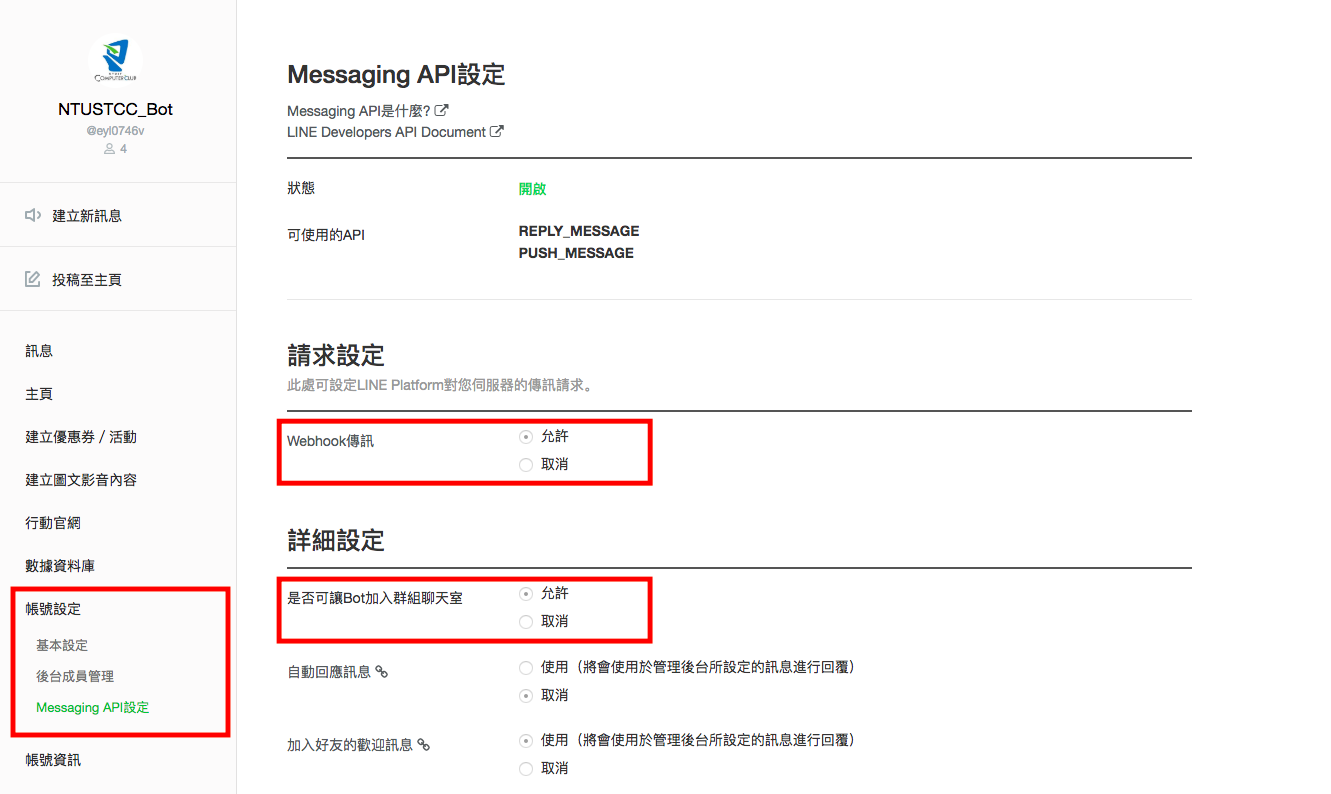 COMPUTER CLUB
NTUSTCC_Bot
@eyl0746v
4
建立新訊息
投稿至主頁
訊息
主頁
建立優惠券 / 活動
建立圖文影音內容
行動官網
數據資料庫
帳號設定
基本設定
後台成員管理
Messaging API設定
帳號資訊
Messaging API設定
Messaging API是什麼?
LINE Developers API Document
狀態
開啟
可使用的API
REPLY_MESSAGE
PUSH_MESSAGE
請求設定
此處可設定LINE Platform對您伺服器的傳訊請求。
Webhook傳訊
允許
取消
詳細設定
是否可讓Bot加入群組聊天室
允許
取消
自動回應訊息
使用（將會使用於管理後台所設定的訊息進行回覆）
取消
加入好友的歡迎訊息
使用（將會使用於管理後台所設定的訊息進行回覆）
取消